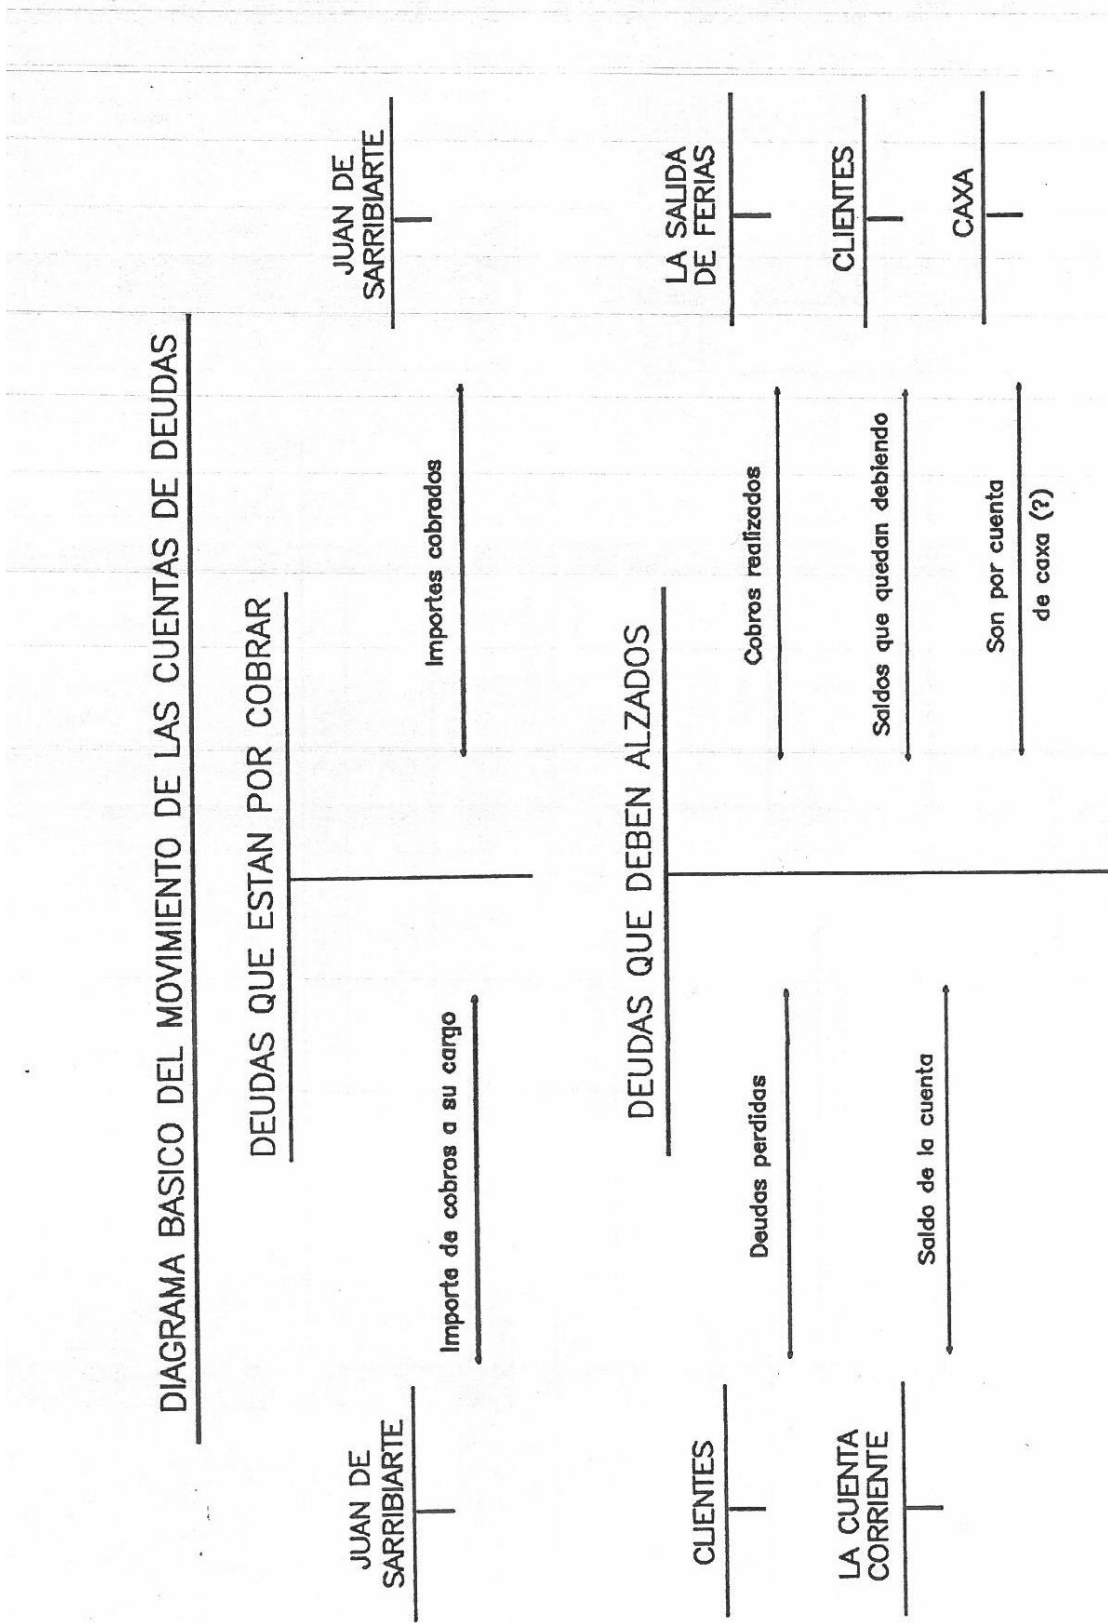 DIAGRAMA BASICO DEL MOVIMIENTO DE LAS CUENTAS DE DEUDAS
DEUDAS QUE ESTAN POR COBRAR
JUAN DE
SARRIBIARTE
Importe de cobros a su cargo
Importes cobrados
JUAN DE
SARRIBIARTE
DEUDAS QUE DEBEN ALZADOS
CLIENTES
Deudas perdidas
Cobros realizados
LA SALIDA
DE FERIAS
Saldos que quedan debiendo
CLIENTES
LA CUENTA
CORRIENTE
Saldo de la cuenta
Son por cuenta
de caxa (?)
CAXA